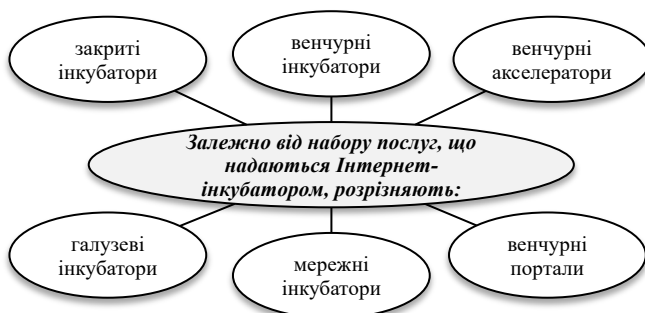 закриті
інкубатори
венчурні
інкубатори
венчурні
акселератори
Залежно від набору послуг, що
надаються Інтернет-
інкубатором, розрізняють:
галузеві
інкубатори
мережні
інкубатори
венчурні
портали